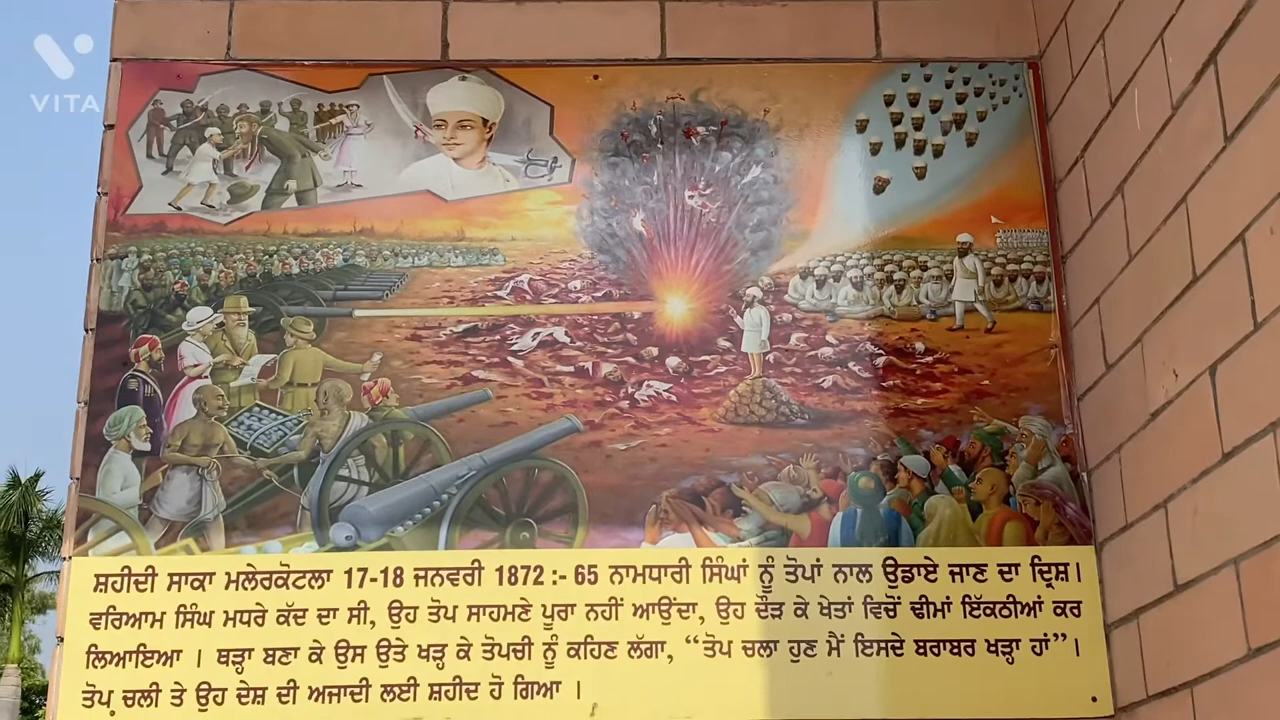 VITA
ਸ਼ਹੀਦੀ ਸਾਕਾ ਮਲੇਰਕੋਟਲਾ 17-18 ਜਨਵਰੀ 1872 :- 65 ਨਾਮਧਾਰੀ ਸਿੰਘਾਂ ਨੂੰ ਤੋਪਾਂ ਨਾਲ ਉਡਾਏ ਜਾਣ ਦਾ ਦ੍ਰਿਸ਼।
ਵਰਿਆਮ ਸਿੰਘ ਮਧਰੇ ਕੱਦ ਦਾ ਸੀ, ਉਹ ਤੋਪ ਸਾਹਮਣੇ ਪੂਰਾ ਨਹੀਂ ਆਉਂਦਾ, ਉਹ ਦੌੜ ਕੇ ਖੇਤਾਂ ਵਿਚੋਂ ਢੀਮਾਂ ਇੱਕਠੀਆਂ ਕਰ
ਲਿਆਇਆ । ਥੜ੍ਹਾ ਬਣਾ ਕੇ ਉਸ ਉਤੇ ਖੜ੍ਹ ਕੇ ਤੋਪਚੀ ਨੂੰ ਕਹਿਣ ਲੱਗਾ, “ਤੋਪ ਚਲਾ ਹੁਣ ਮੈਂ ਇਸਦੇ ਬਰਾਬਰ ਖੜ੍ਹਾ ਹਾਂ”।
ਤੋਪ ਚਲੀ ਤੇ ਉਹ ਦੇਸ਼ ਦੀ ਅਜਾਦੀ ਲਈ ਸ਼ਹੀਦ ਹੋ ਗਿਆ ।